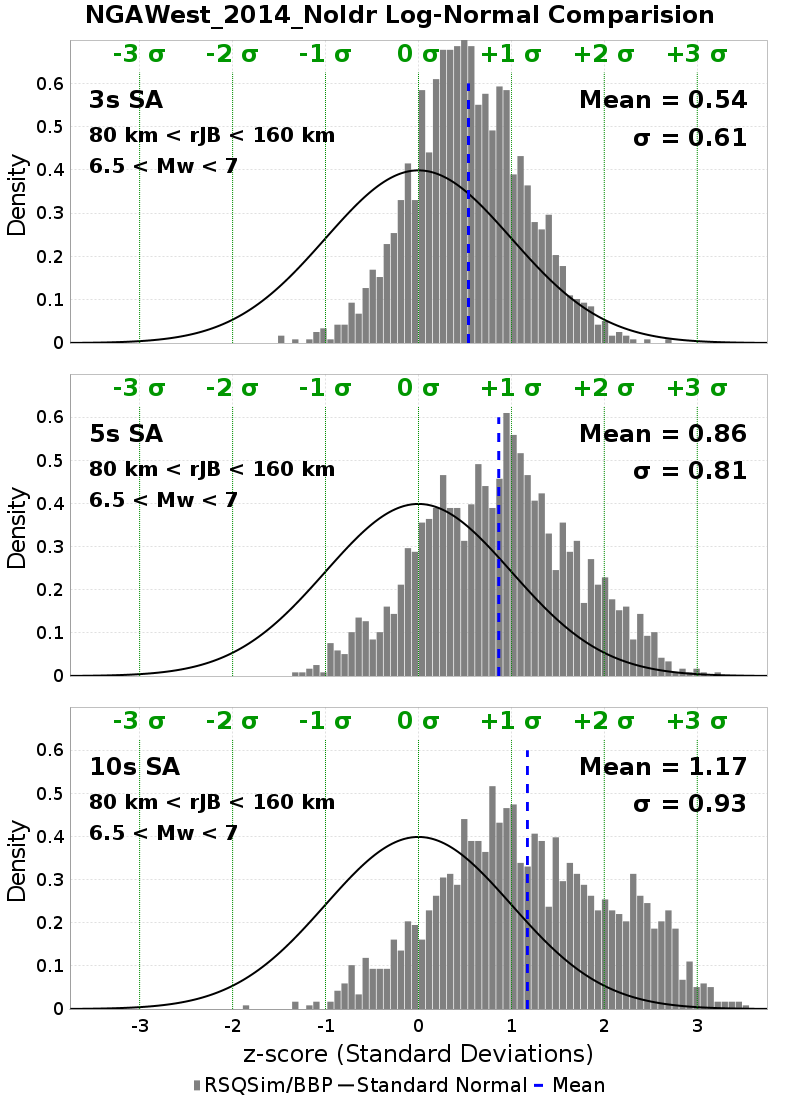 NGAWest_2014_NoIdr Log-Normal Comparision
-3 σ -2 σ -1 σ 0 σ +1 σ +2 σ +3 σ
3s SA
Mean = 0.54
80 km < rJB < 160 km
σ = 0.61
6.5 < Mw < 7
0.6
0.5
0.4
0.3
0.2
0.1
0
Density
-3 σ -2 σ -1 σ 0 σ +1 σ +2 σ +3 σ
5s SA
Mean = 0.86
80 km < rJB < 160 km
σ = 0.81
6.5 < Mw < 7
0.6
0.5
0.4
0.3
0.2
0.1
0
Density
-3 σ -2 σ -1 σ 0 σ +1 σ +2 σ +3 σ
10s SA
Mean = 1.17
80 km < rJB < 160 km
σ = 0.93
6.5 < Mw < 7
0.6
0.5
0.4
0.3
0.2
0.1
0
Density
-3 -2 -1 0 1 2 3
z-score (Standard Deviations)
RSQSim/BBP Standard Normal Mean